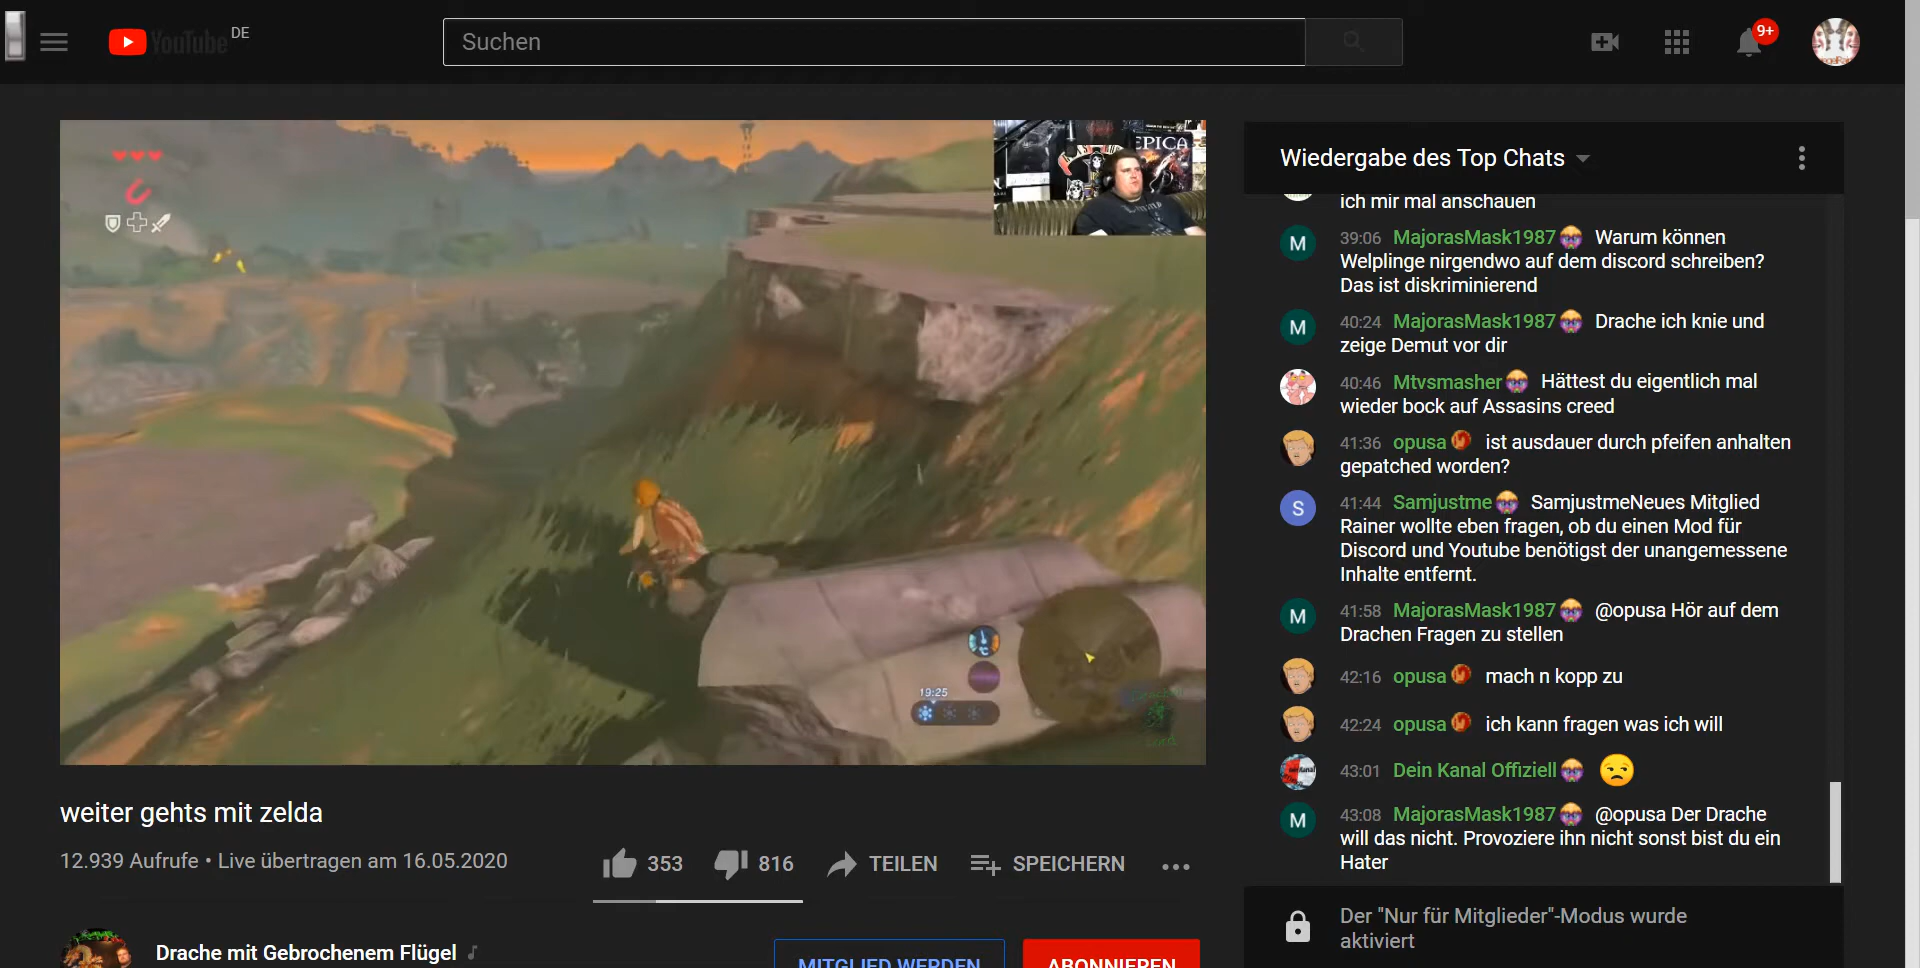 YouTube DE
Suchen
9+
EPICA
19:25
Wiedergabe des Top Chats
ich mir mal anschauen
M
39:06 MajorasMask1987 Warum können
Welplinge nirgendwo auf dem discord schreiben?
Das ist diskriminierend
M
40:24 MajorasMask1987 Drache ich knie und
zeige Demut vor dir
40:46 Mtvsmasher Hättest du eigentlich mal
wieder bock auf Assasins creed
41:36 opusa ist ausdauer durch pfeifen anhalten
gepatched worden?
S
41:44 Samjustme SamjustmeNeues Mitglied
Rainer wollte eben fragen, ob du einen Mod für
Discord und Youtube benötigst der unangemessene
Inhalte entfernt.
M
41:58 MajorasMask1987 @opusa Hör auf dem
Drachen Fragen zu stellen
42:16 opusa mach n kopp zu
42:24 opusa ich kann fragen was ich will
43:01 Dein Kanal Offiziell 😒
M
43:08 MajorasMask1987 @opusa Der Drache
will das nicht. Provoziere ihn nicht sonst bist du ein
Hater
Der "Nur für Mitglieder"-Modus wurde
aktiviert
weiter gehts mit zelda
12.939 Aufrufe • Live übertragen am 16.05.2020
353 816 TEILEN SPEICHERN
Drache mit Gebrochenem Flügel
MITGLIED WERDEN
ABONNIEREN